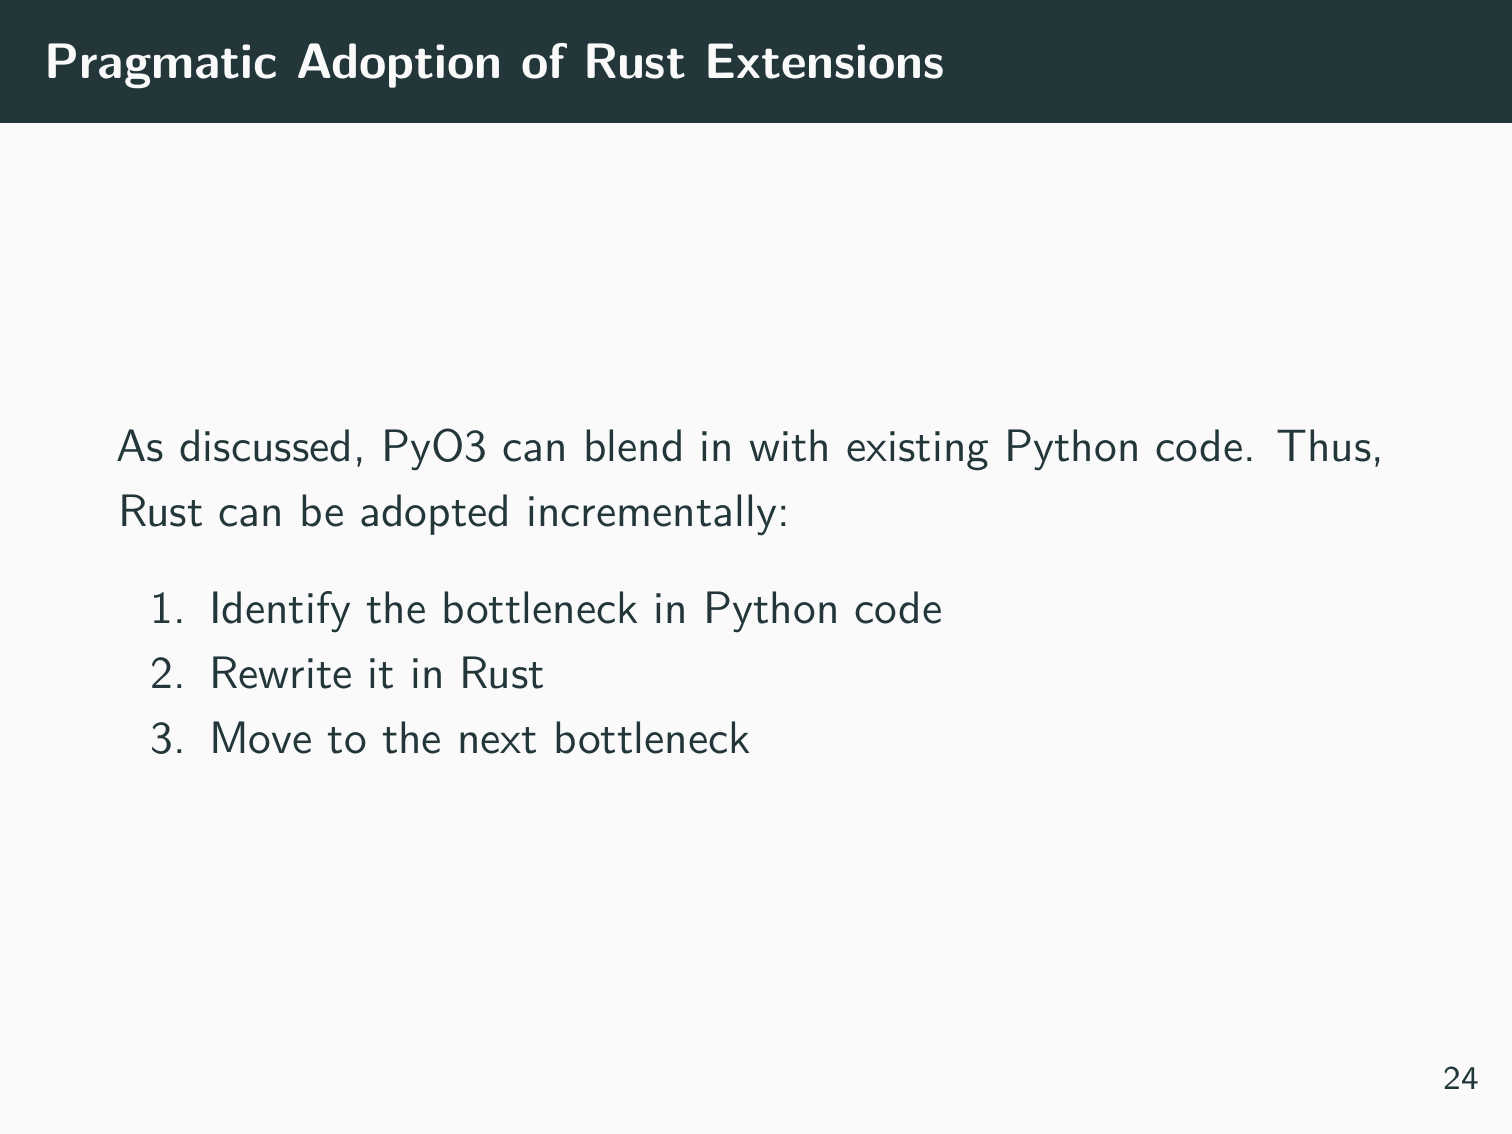 Pragmatic Adoption of Rust Extensions
As discussed, PyO3 can blend in with existing Python code. Thus,
Rust can be adopted incrementally:
1. Identify the bottleneck in Python code
2. Rewrite it in Rust
3. Move to the next bottleneck
24